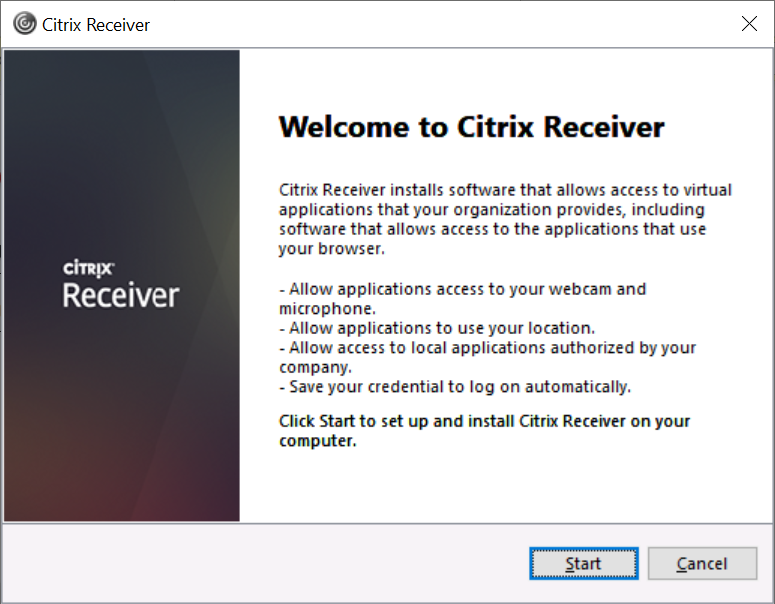 Citrix Receiver
Welcome to Citrix Receiver
Citrix Receiver installs software that allows access to virtual
applications that your organization provides, including
software that allows access to the applications that use
your browser.
- Allow applications access to your webcam and
microphone.
- Allow applications to use your location.
- Allow access to local applications authorized by your
company.
- Save your credential to log on automatically.
Click Start to set up and install Citrix Receiver on your
computer.
CITRIX
Receiver
Start
Cancel